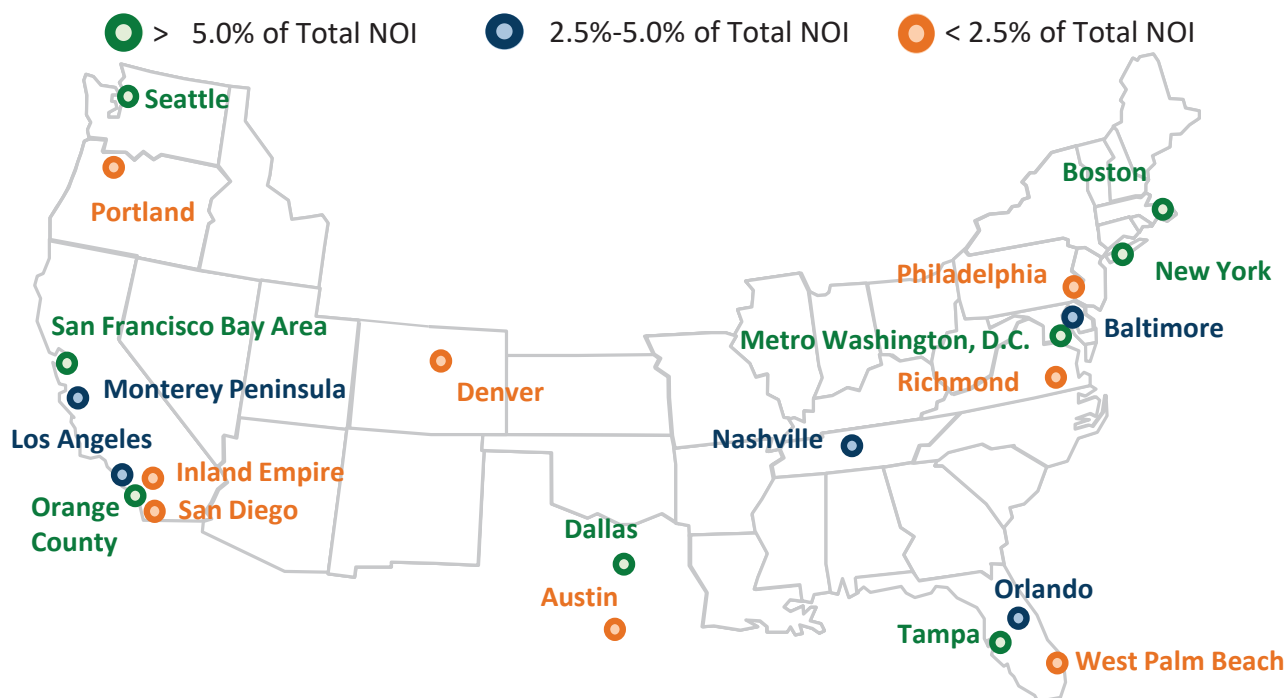 > 5.0% of Total NOI
2.5%-5.0% of Total NOI
< 2.5% of Total NOI
Seattle
Portland
Boston
New York
Philadelphia
San Francisco Bay Area
Baltimore
Metro Washington, D.C.
Monterey Peninsula
Denver
Richmond
Los Angeles
Nashville
Inland Empire
Orange
County
San Diego
Dallas
Austin
Orlando
Tampa
West Palm Beach